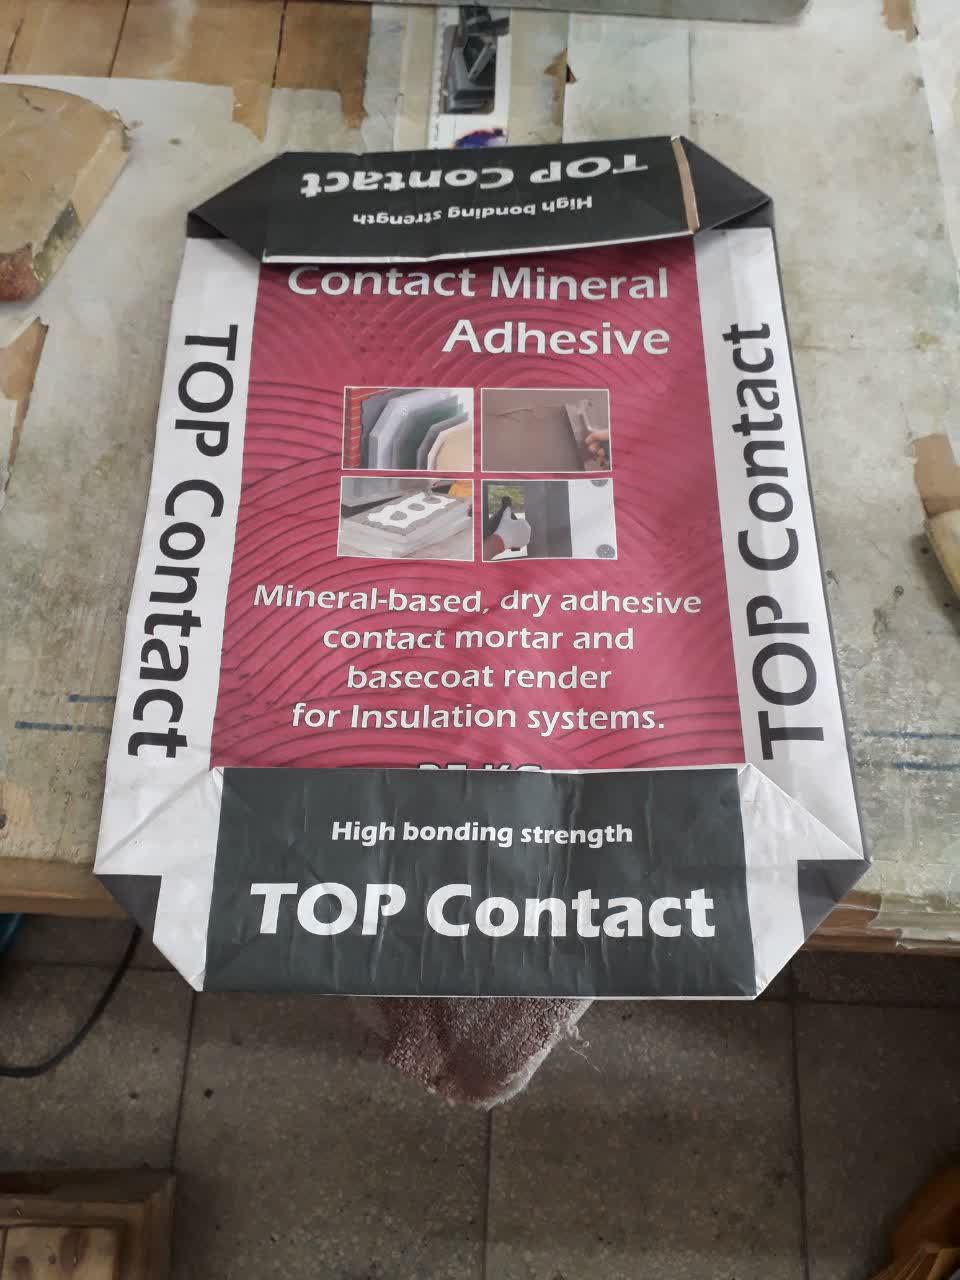 TOP Contact
High bonding strength
Contact Mineral
Adhesive
TOP Contact
TOP Contact
Mineral-based, dry adhesive
contact mortar and
basecoat render
for Insulation systems.
High bonding strength
TOP Contact